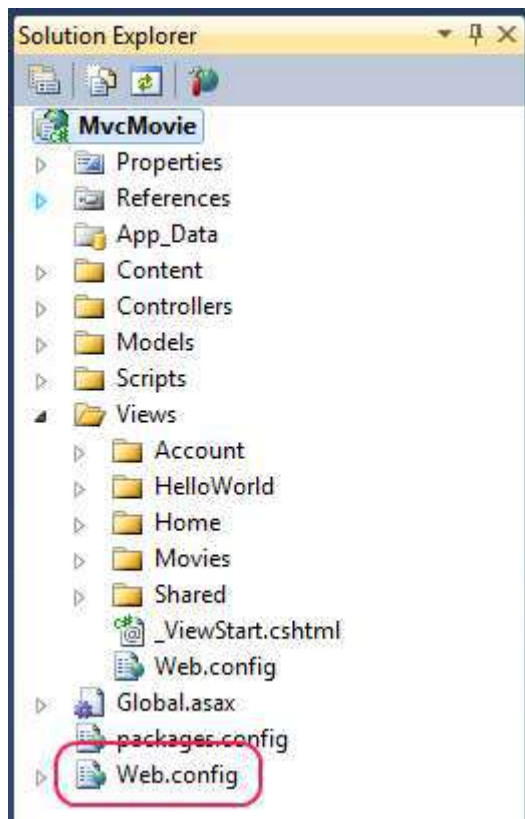 Solution Explorer
MvcMovie
Properties
References
App_Data
Content
Controllers
Models
Scripts
Views
Account
HelloWorld
Home
Movies
Shared
_ViewStart.cshtml
Web.config
Global.asax
packages.config
Web.config